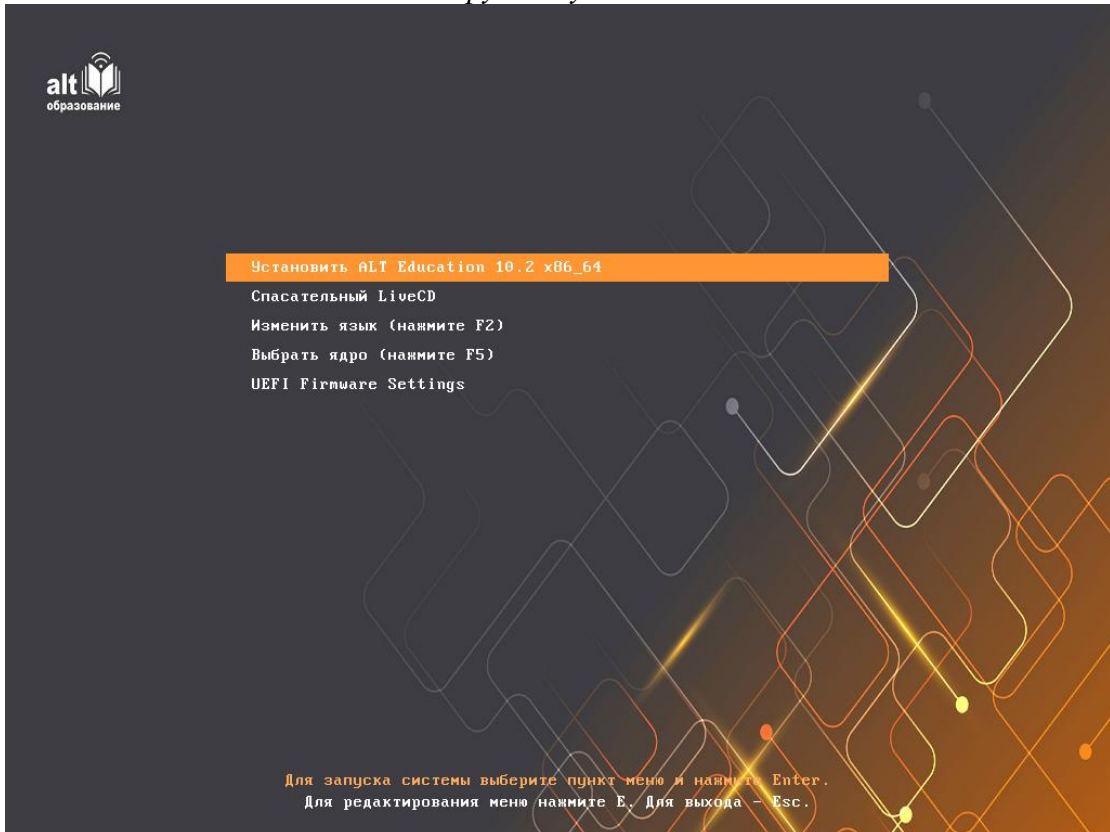 alt
образование
Установить ALT Education 10.2 x86_64
Спасательный LiveCD
Изменить язык (нажмите F2)
Выбрать ядро (нажмите F5)
UEFI Firmware Settings
Для запуска системы выберите пункт меню и нажмите Enter.
Для редактирования меню нажмите E. Для выхода - Esc.